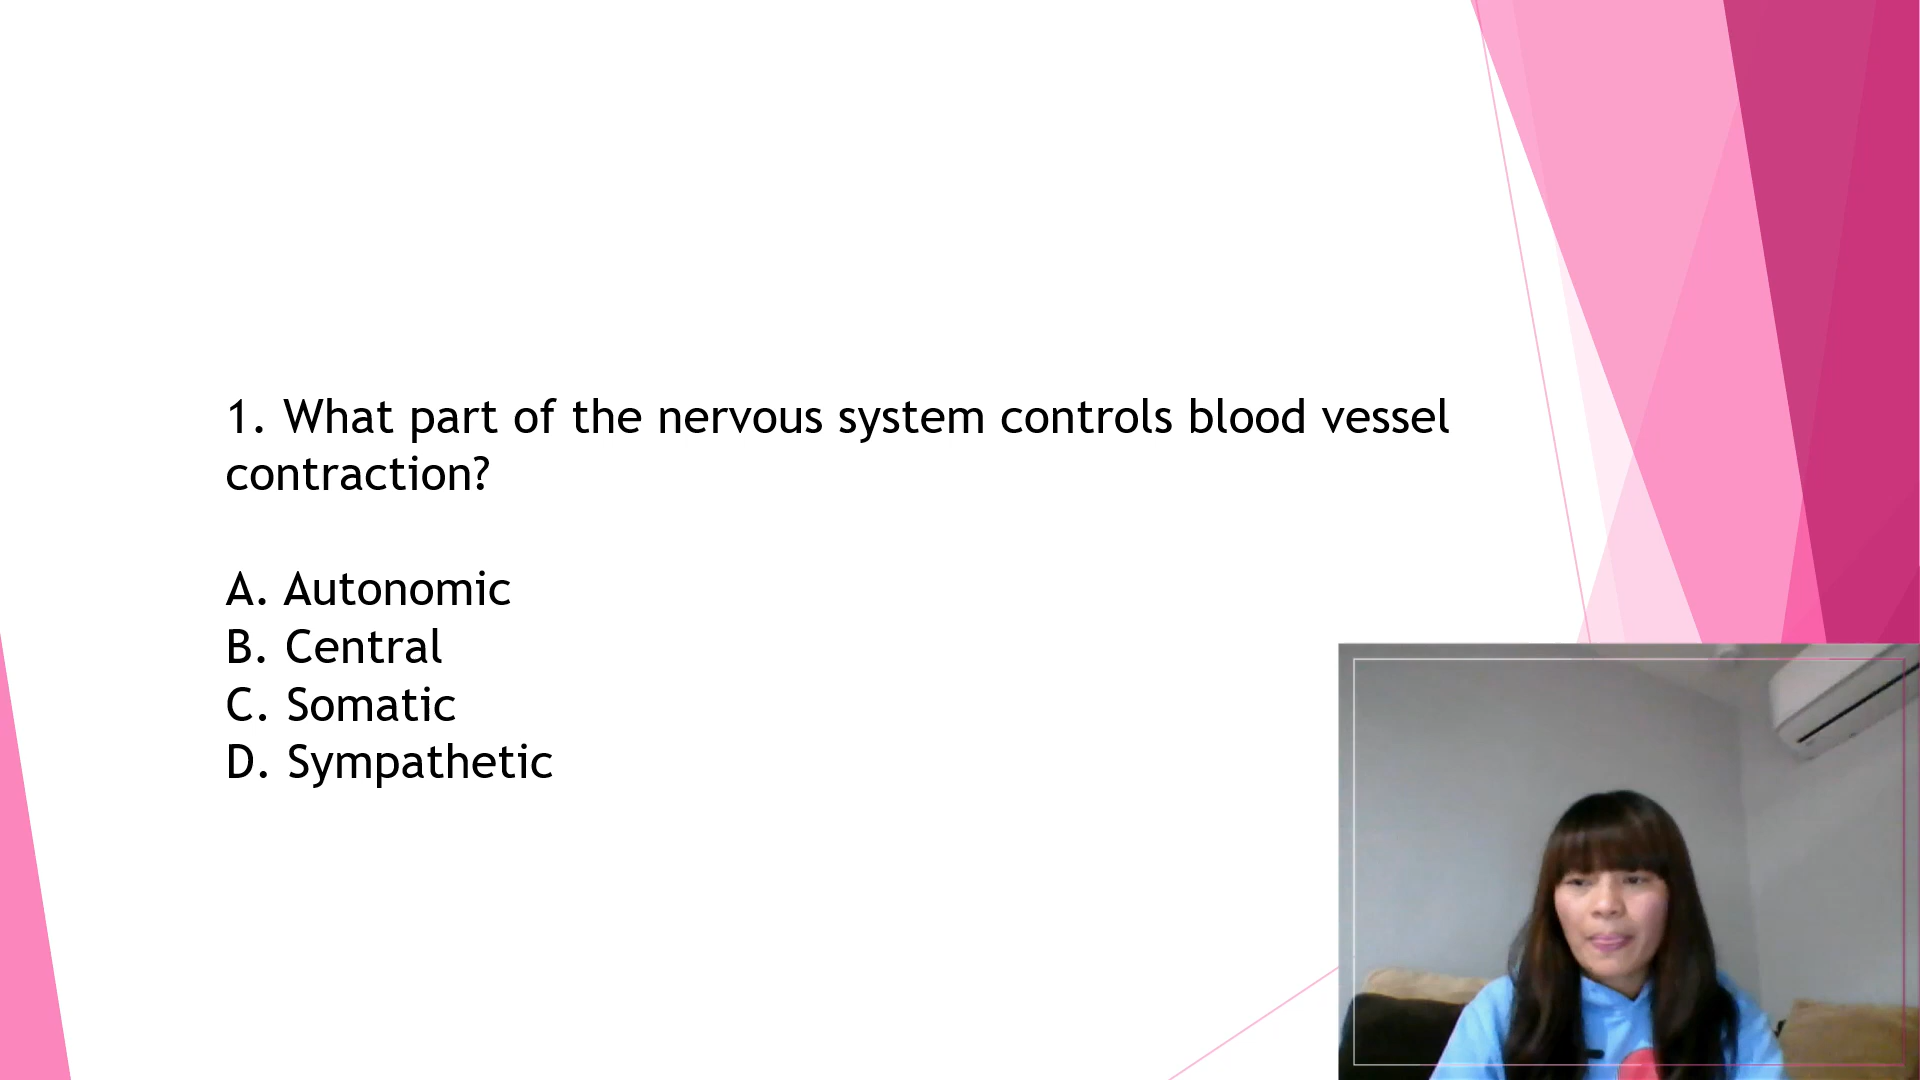 1. What part of the nervous system controls blood vessel
contraction?
A. Autonomic
B. Central
C. Somatic
D. Sympathetic